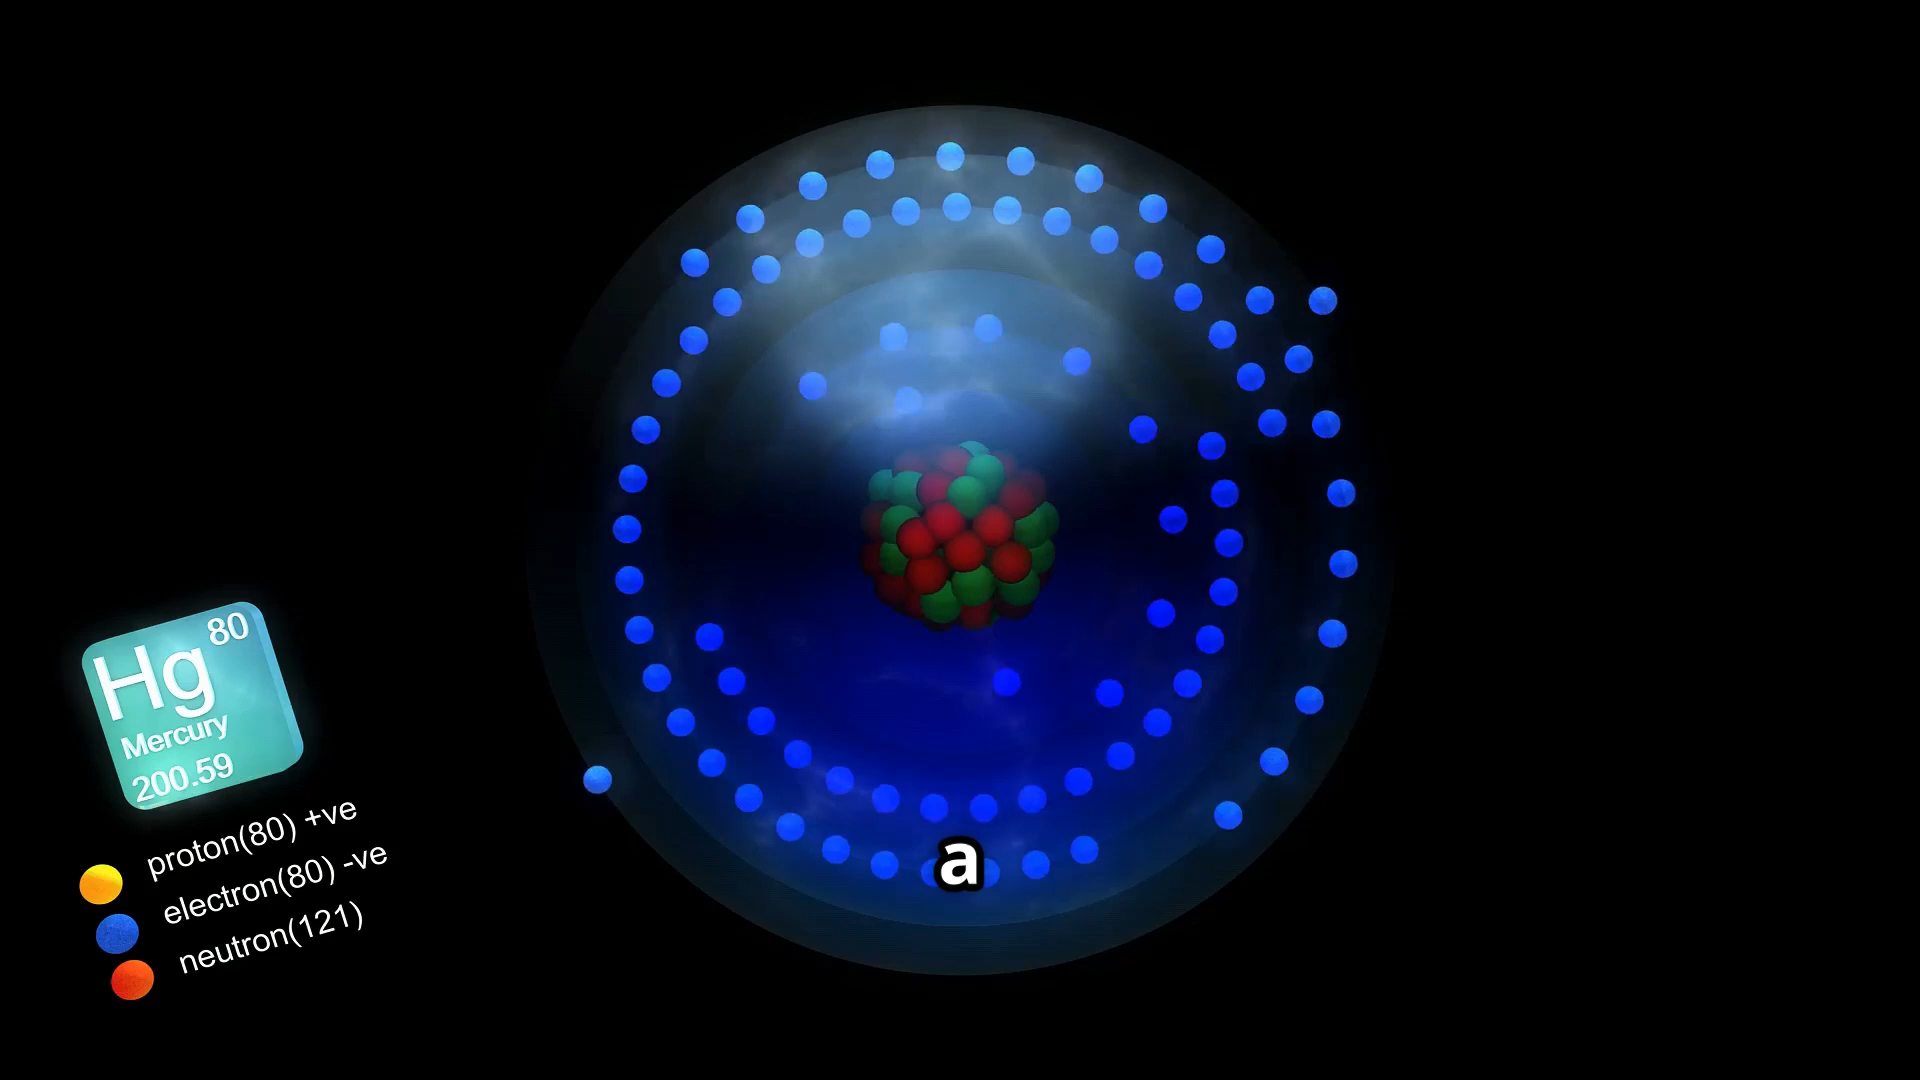 80
Hg
Mercury
200.59
proton(80) +ve
electron(80) -ve
neutron(121)
a